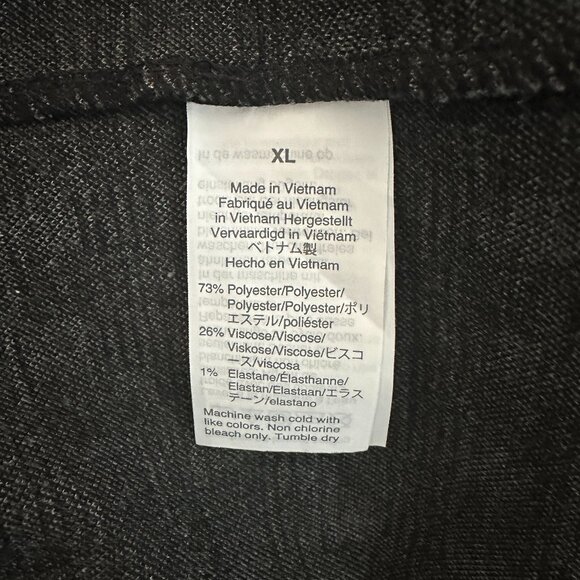 XL
Made in Vietnam
Fabriqué au Vietnam
in Vietnam Hergestellt
Vervaardigd in Viêtnam
ベトナム製
Hecho en Vietnam
73% Polyester/Polyester/
Polyester/Polyester/ポリ
エステル/poliéster
26% Viscose/Viscose/
Viskose/Viscose/ビスコ
ース/viscosa
1% Elastane/Élasthanne/
Elastan/Elastaan/エラス
テーン/elastano
Machine wash cold with
like colors. Non chlorine
bleach only. Tumble dry